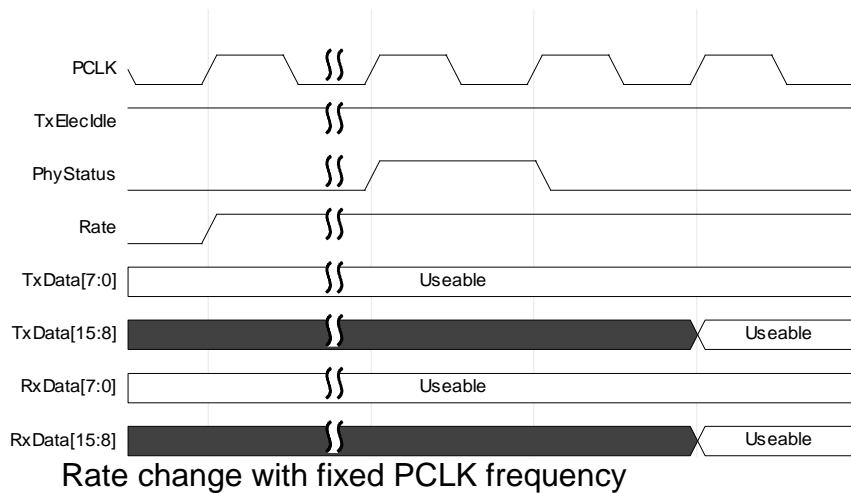 PCLK
TxElecIdle
PhyStatus
Rate
TxData[7:0] Useable
TxData[15:8] Useable
RxData[7:0] Useable
RxData[15:8] Useable
Rate change with fixed PCLK frequency